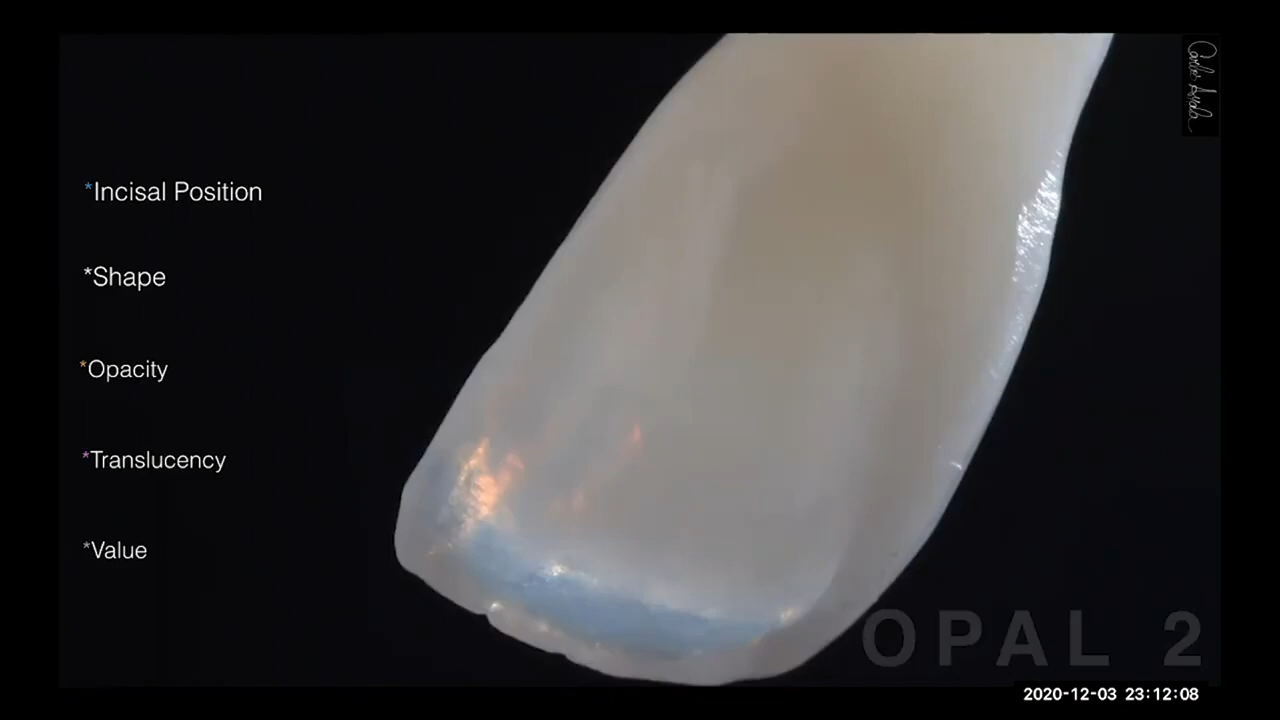 *Incisal Position
*Shape
*Opacity
*Translucency
*Value
OPAL 2
2020-12-03 23:12:08